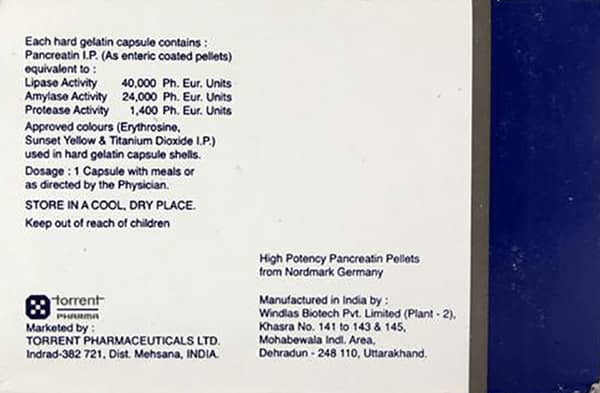 Each hard gelatin capsule contains :
Pancreatin I.P. (As enteric coated pellets)
equivalent to :
Lipase Activity 40,000 Ph. Eur. Units
Amylase Activity 24,000 Ph. Eur. Units
Protease Activity 1,400 Ph. Eur. Units
Approved colours (Erythrosine,
Sunset Yellow & Titanium Dioxide I.P.)
used in hard gelatin capsule shells.
Dosage : 1 Capsule with meals or
as directed by the Physician.
STORE IN A COOL, DRY PLACE.
Keep out of reach of children
High Potency Pancreatin Pellets
from Nordmark Germany
torrent
PHARMA
Marketed by :
TORRENT PHARMACEUTICALS LTD.
Indrad-382 721, Dist. Mehsana, INDIA.
Manufactured in India by :
Windlas Biotech Pvt. Limited (Plant - 2),
Khasra No. 141 to 143 & 145,
Mohabewala Indl. Area,
Dehradun - 248 110, Uttarakhand.